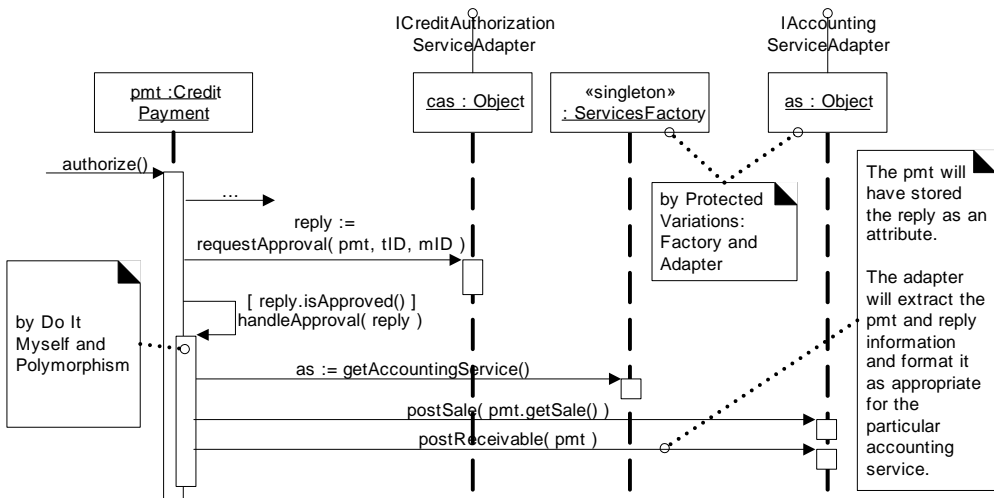 ICreditAuthorization
ServiceAdapter
IAccounting
ServiceAdapter
pmt :Credit
Payment
cas : Object
«singleton»
: ServicesFactory
as : Object
authorize()
...
reply :=
requestApproval( pmt, tID, mID )
[ reply.isApproved() ]
handleApproval( reply )
by Do It
Myself and
Polymorphism
by Protected
Variations:
Factory and
Adapter
as := getAccountingService()
postSale( pmt.getSale() )
postReceivable( pmt )
The pmt will
have stored
the reply as an
attribute.
The adapter
will extract the
pmt and reply
information
and format it
as appropriate
for the
particular
accounting
service.